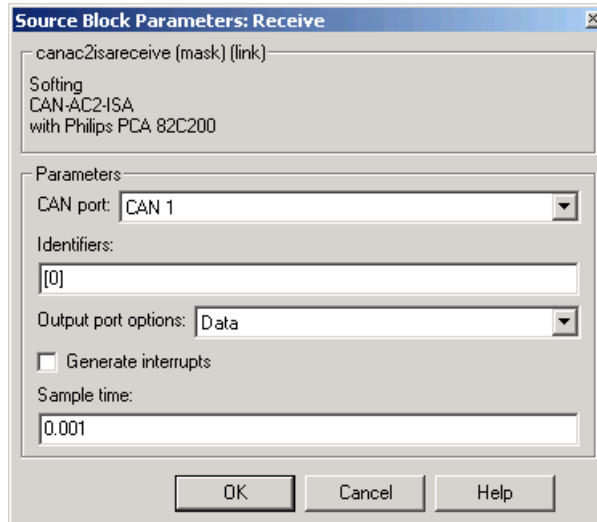 Source Block Parameters: Receive
canac2isareceive (mask) (link)
Softing
CAN-AC2-ISA
with Philips PCA 82C200
Parameters
CAN port: CAN 1
Identifiers:
[0]
Output port options: Data
Generate interrupts
Sample time:
0.001
OK Cancel Help